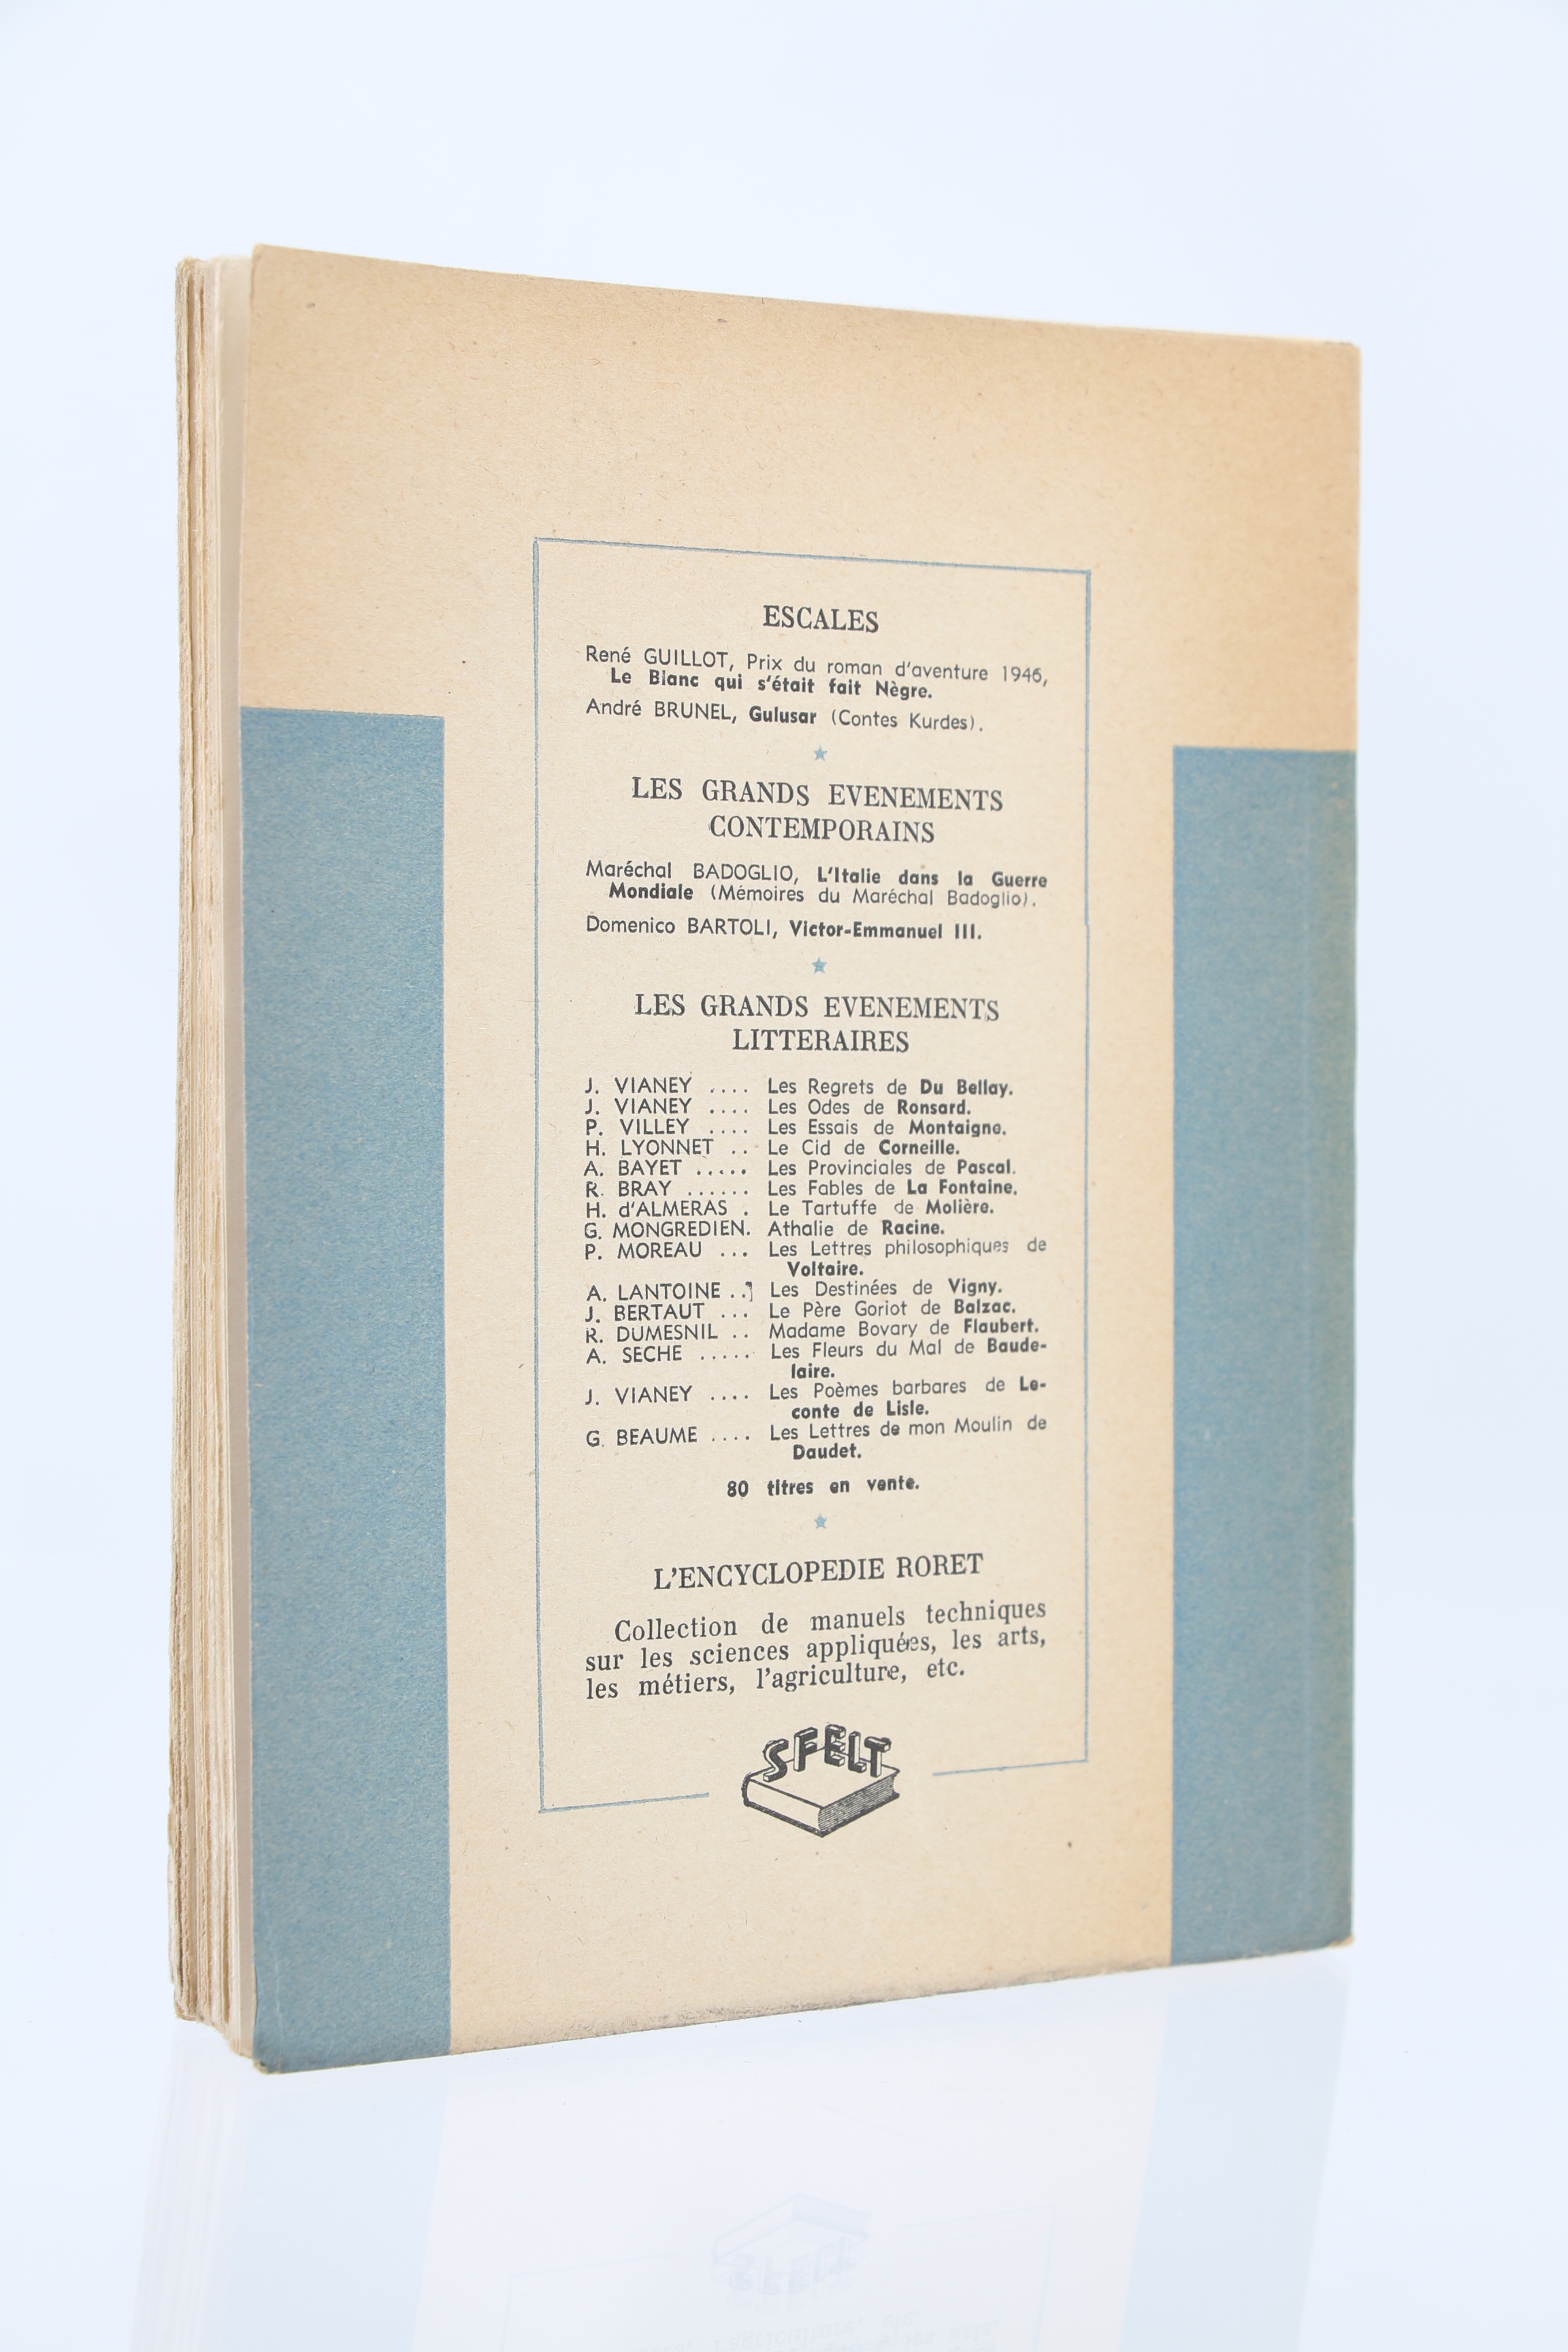 ESCALES
René GUILLOT, Prix du roman d'aventure 1946,
Le Blanc qui s'était fait Nègre.
André BRUNEL, Gulusar (Contes Kurdes).
LES GRANDS EVENEMENTS
CONTEMPORAINS
Maréchal BADOGLIO, L'Italie dans la Guerre
Mondiale (Mémoires du Maréchal Badoglio).
Domenico BARTOLI, Victor-Emmanuel III.
LES GRANDS EVENEMENTS
LITTERAIRES
J. VIANEY .... Les Regrets de Du Bellay.
J. VIANEY .... Les Odes de Ronsard.
P. VILLEY .... Les Essais de Montaigne.
H. LYONNET .. Le Cid de Corneille.
A. BAYET ..... Les Provinciales de Pascal.
R. BRAY ...... Les Fables de La Fontaine.
H. d'ALMERAS . Le Tartuffe de Molière.
G. MONGREDIEN. Athalie de Racine.
P. MOREAU ... Les Lettres philosophiques de
Voltaire.
A. LANTOINE .. Les Destinées de Vigny.
J. BERTAUT ... Le Père Goriot de Balzac.
R. DUMESNIL .. Madame Bovary de Flaubert.
A. SECHE ..... Les Fleurs du Mal de Baude-
laire.
J. VIANEY .... Les Poèmes barbares de Le-
conte de Lisle.
G. BEAUME .... Les Lettres de mon Moulin de
Daudet.
80 titres en vente.
L'ENCYCLOPEDIE RORET
Collection de manuels techniques
sur les sciences appliquées, les arts,
les métiers, l'agriculture, etc.
SFELT